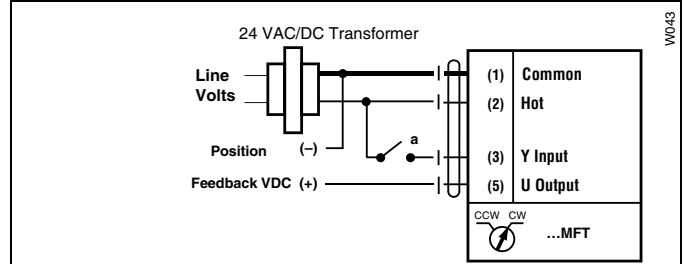 24 VAC/DC Transformer
W043
Line
Volts
(1) Common
(2) Hot
a
Position (–)
(3) Y Input
Feedback VDC (+)
(5) U Output
CCW CW
...MFT